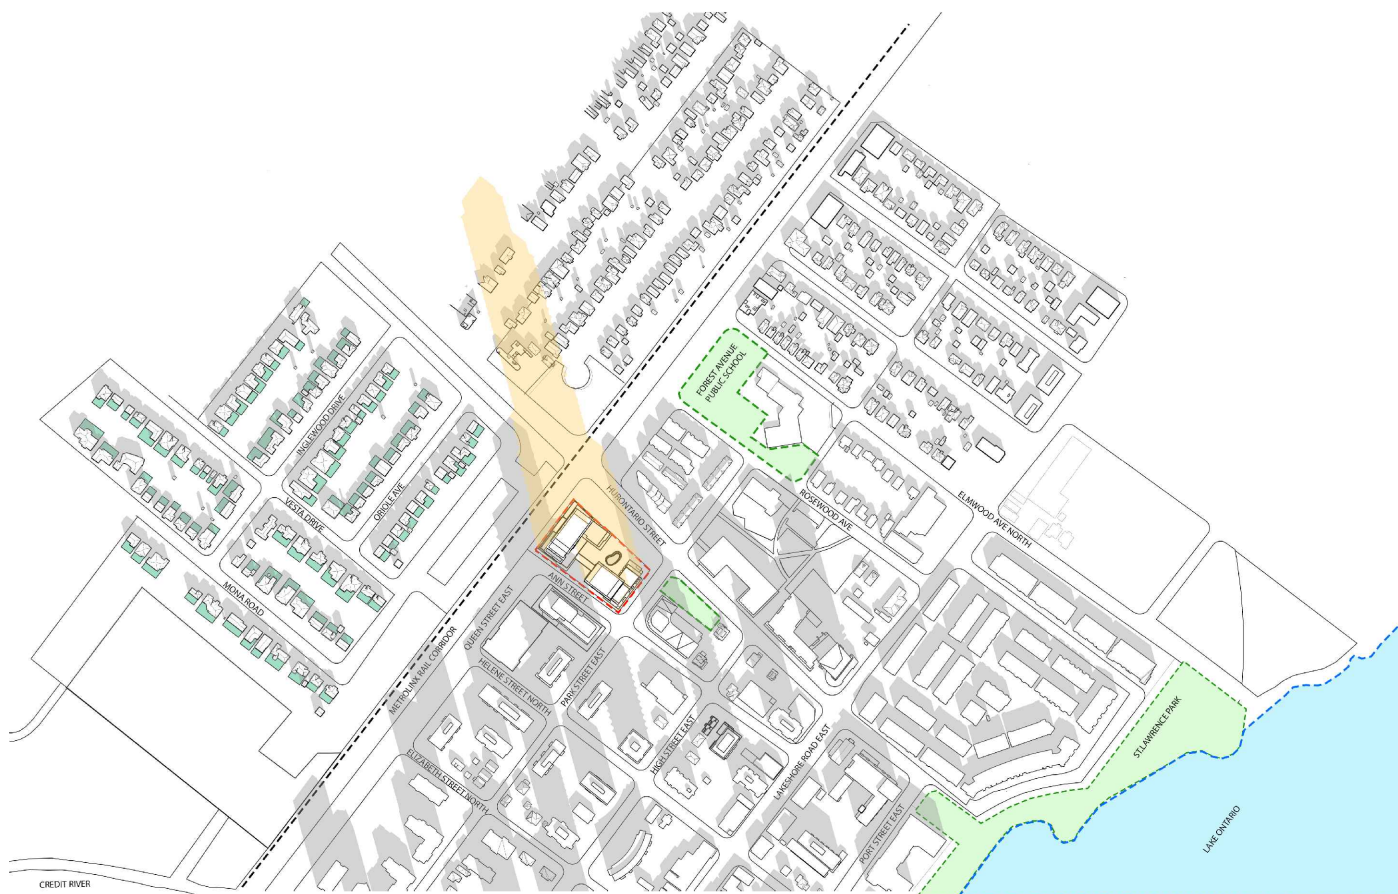 FOREST AVENUE
PUBLIC SCHOOL
INGLEWOOD DRIVE
HURONTARIO STREET
ROSEWOOD AVE
ELMWOOD AVE NORTH
ORIOLE AVE
VESTA DRIVE
MONA ROAD
ANN STREET
QUEEN STREET EAST
METROLINX RAIL CORRIDOR
HELENE STREET NORTH
PARK STREET EAST
ELIZABETH STREET NORTH
HIGH STREET EAST
LAKESHORE ROAD EAST
PORT STREET EAST
ST.LAWRENCE PARK
LAKE ONTARIO
CREDIT RIVER